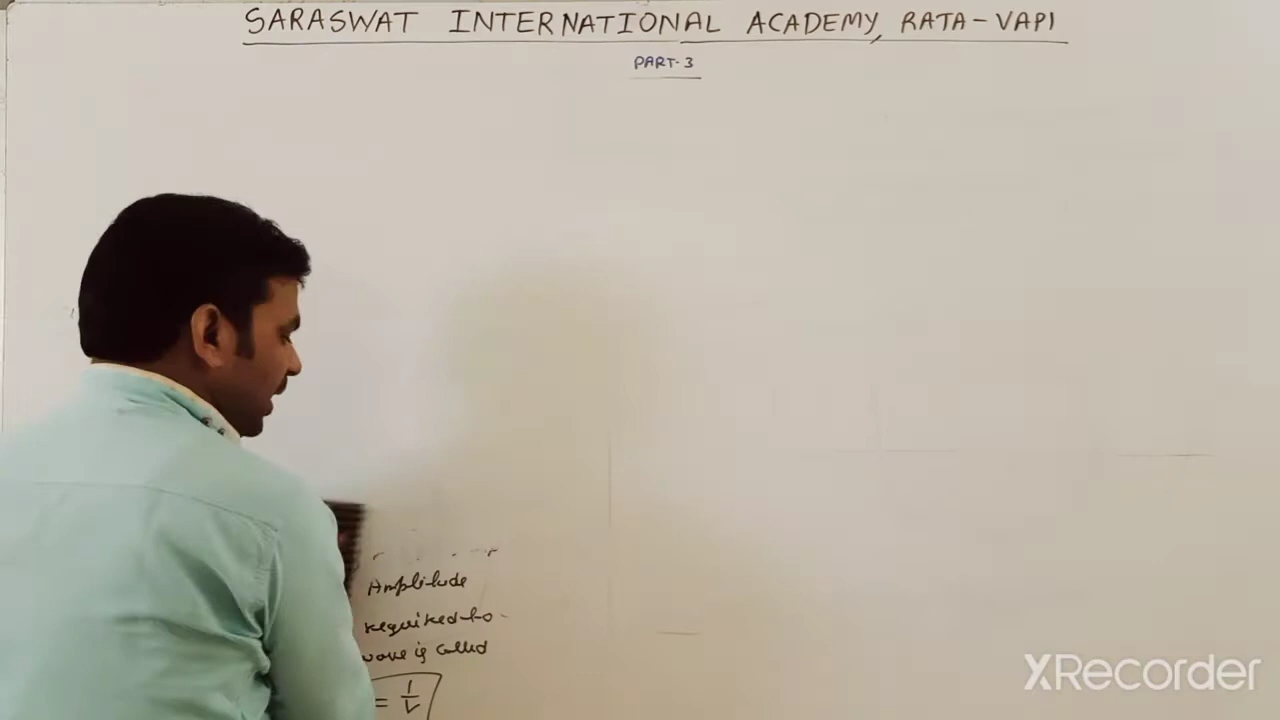 SARASWAT INTERNATIONAL ACADEMY, RATA - VAPI
PART-3
Amplitude
required to
wave is called
= 1/ν
XRecorder